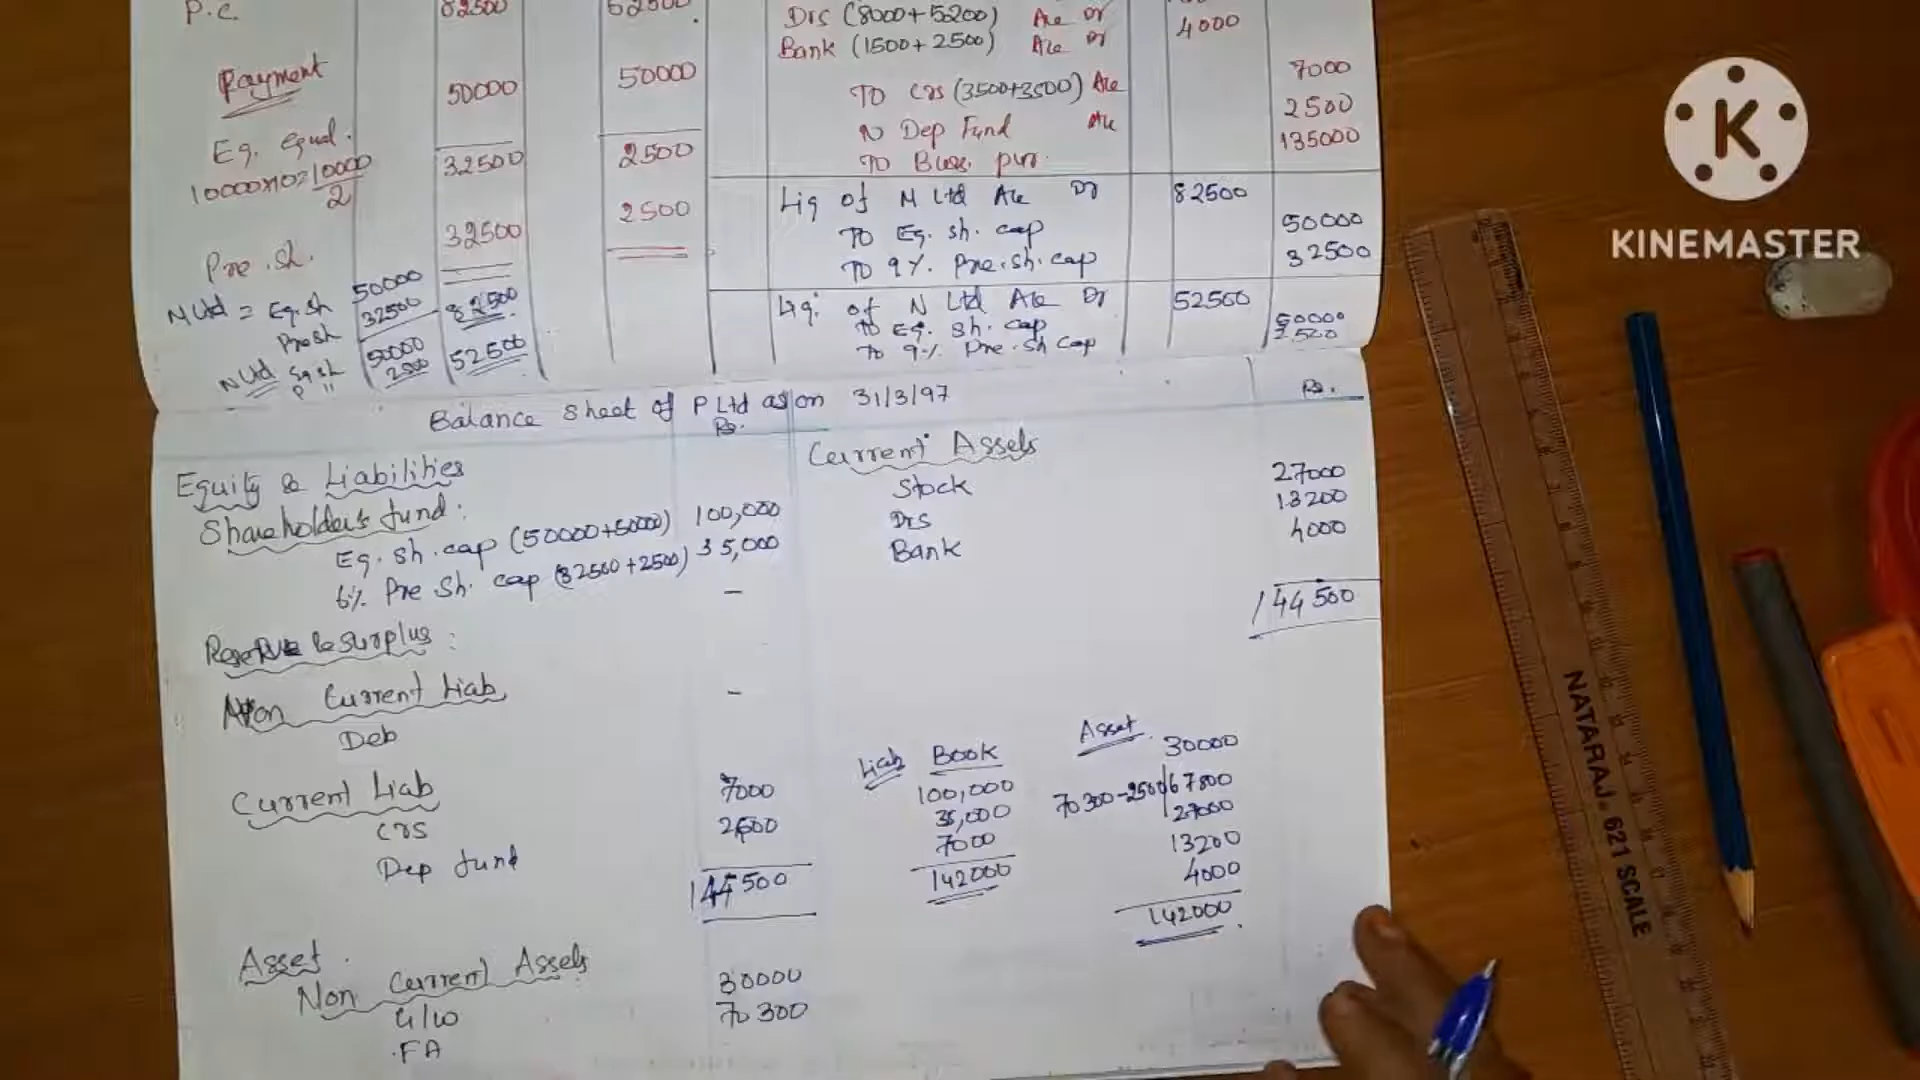 P.C. 82500 52500
Payment 50000 50000
Eq. Equal.
10000x10=10000 32500 2500
2
Pre.sh. 32500 2500
M Ltd = Eq.sh 50000
Presh 32500 82500.
N Ltd Eq sh 50000
P " 2500 52500
Drs (8000+5200) A/c Dr
Bank (1500+2500) A/c Dr 4000
To Crs (3500+3500) A/c 7000
" Dep Fund A/c 2500
To Buss. pur. 135000
Liq of M Ltd A/c Dr 82500
To Eq. sh. cap 50000
To 9%. Pre.sh.cap 32500
Liq. of N Ltd A/c Dr 52500
To Eq. sh. cap 50000
To 9%. Pre.sh cap 2500
Balance sheet of P Ltd as on 31/3/97
Rs. Rs.
Equity & Liabilities
Shareholders fund:
Eq. sh. cap (50000+5000) 100,000
6%. Pre Sh. cap (32500+2500) 35,000
–
Reserve & surplus:
Non Current Liab –
Deb
Current Liab
Crs 7000
Dep fund 2500
144500
Asset.
Non Current Assets
G/W 30000
FA 70300
Current Assets
Stock 27000
Drs 13200
Bank 4000
144500
Liab Book
100,000
35,000
7000
142000
Asset.
30000
70300-2500 67800
27000
13200
4000
142000.
K
KINEMASTER
NATARAJ-621 SCALE